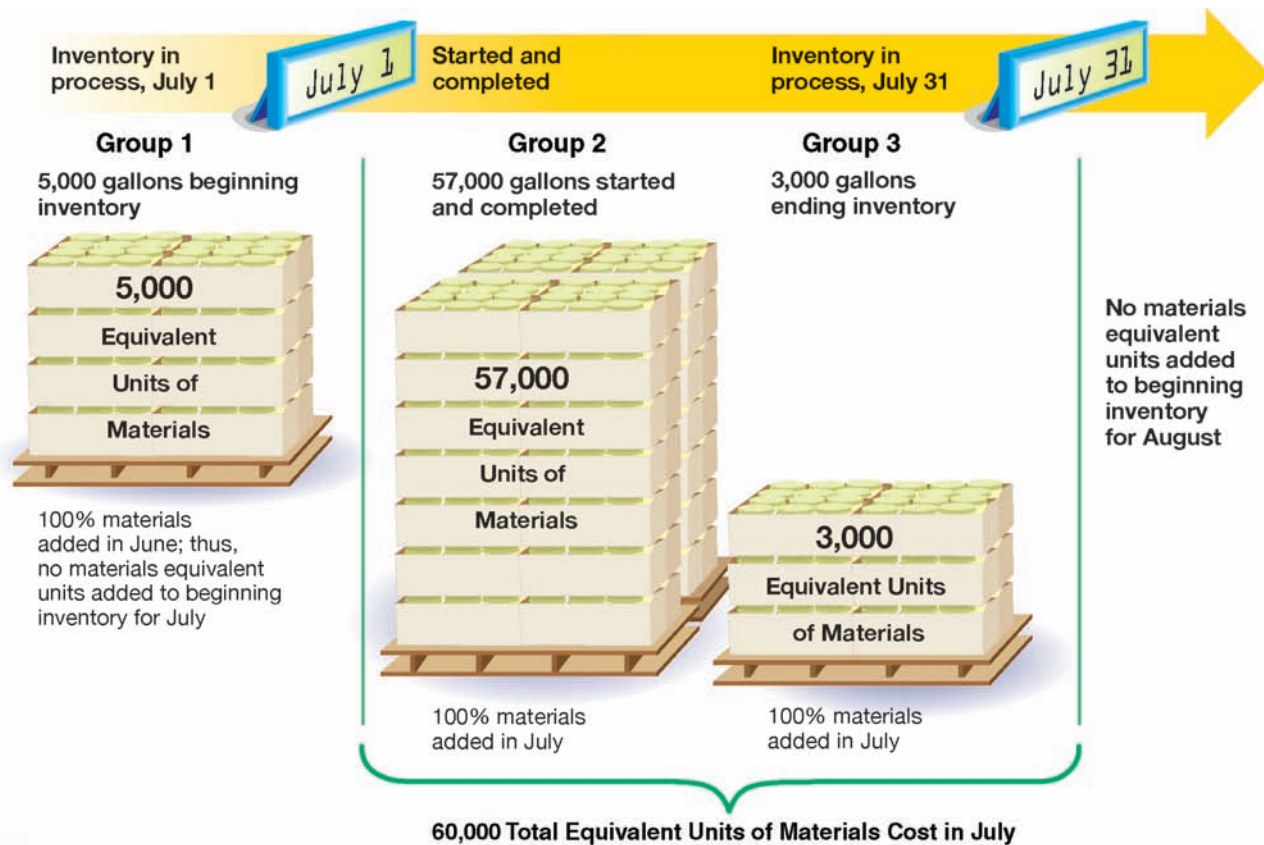 Inventory in
process, July 1
July 1
Started and
completed
Inventory in
process, July 31
July 31
Group 1
5,000 gallons beginning
inventory
5,000
Equivalent
Units of
Materials
100% materials
added in June; thus,
no materials equivalent
units added to beginning
inventory for July
Group 2
57,000 gallons started
and completed
57,000
Equivalent
Units of
Materials
100% materials
added in July
Group 3
3,000 gallons
ending inventory
3,000
Equivalent Units
of Materials
100% materials
added in July
No materials
equivalent
units added
to beginning
inventory
for August
60,000 Total Equivalent Units of Materials Cost in July